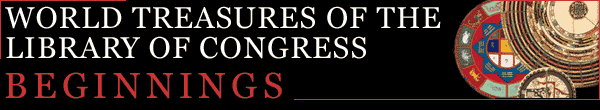 WORLD TREASURES OF THE
LIBRARY OF CONGRESS
BEGINNINGS